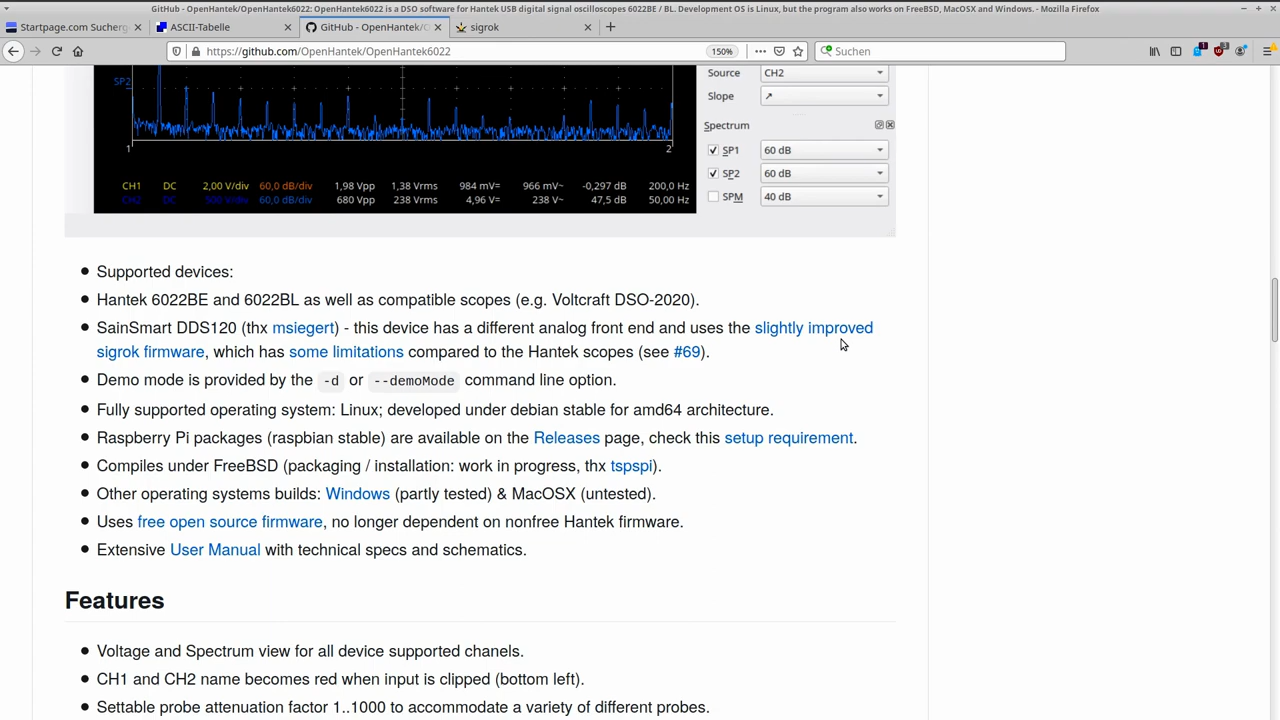 GitHub - OpenHantek/OpenHantek6022: OpenHantek6022 is a DSO software for Hantek USB digital signal oscilloscopes 6022BE / BL. Development OS is Linux, but the program also works on FreeBSD, MacOSX and Windows. - Mozilla Firefox
Startpage.com Sucherg
ASCII-Tabelle
GitHub - OpenHantek/O
sigrok
https://github.com/OpenHantek/OpenHantek6022
150%
Suchen
SP2
Source
CH2
Slope
Spectrum
1
2
SP1
60 dB
SP2
60 dB
SPM
40 dB
CH1 DC 2,00 V/div 60,0 dB/div 1,98 Vpp 1,38 Vrms 984 mV= 966 mV~ -0,297 dB 200,0 Hz
CH2 DC 500 V/div 60,0 dB/div 680 Vpp 238 Vrms 4,96 V= 238 V~ 47,5 dB 50,00 Hz
Supported devices:
Hantek 6022BE and 6022BL as well as compatible scopes (e.g. Voltcraft DSO-2020).
SainSmart DDS120 (thx msiegert) - this device has a different analog front end and uses the slightly improved
sigrok firmware, which has some limitations compared to the Hantek scopes (see #69).
Demo mode is provided by the -d or --demoMode command line option.
Fully supported operating system: Linux; developed under debian stable for amd64 architecture.
Raspberry Pi packages (raspbian stable) are available on the Releases page, check this setup requirement.
Compiles under FreeBSD (packaging / installation: work in progress, thx tspspi).
Other operating systems builds: Windows (partly tested) & MacOSX (untested).
Uses free open source firmware, no longer dependent on nonfree Hantek firmware.
Extensive User Manual with technical specs and schematics.
Features
Voltage and Spectrum view for all device supported chanels.
CH1 and CH2 name becomes red when input is clipped (bottom left).
Settable probe attenuation factor 1..1000 to accommodate a variety of different probes.